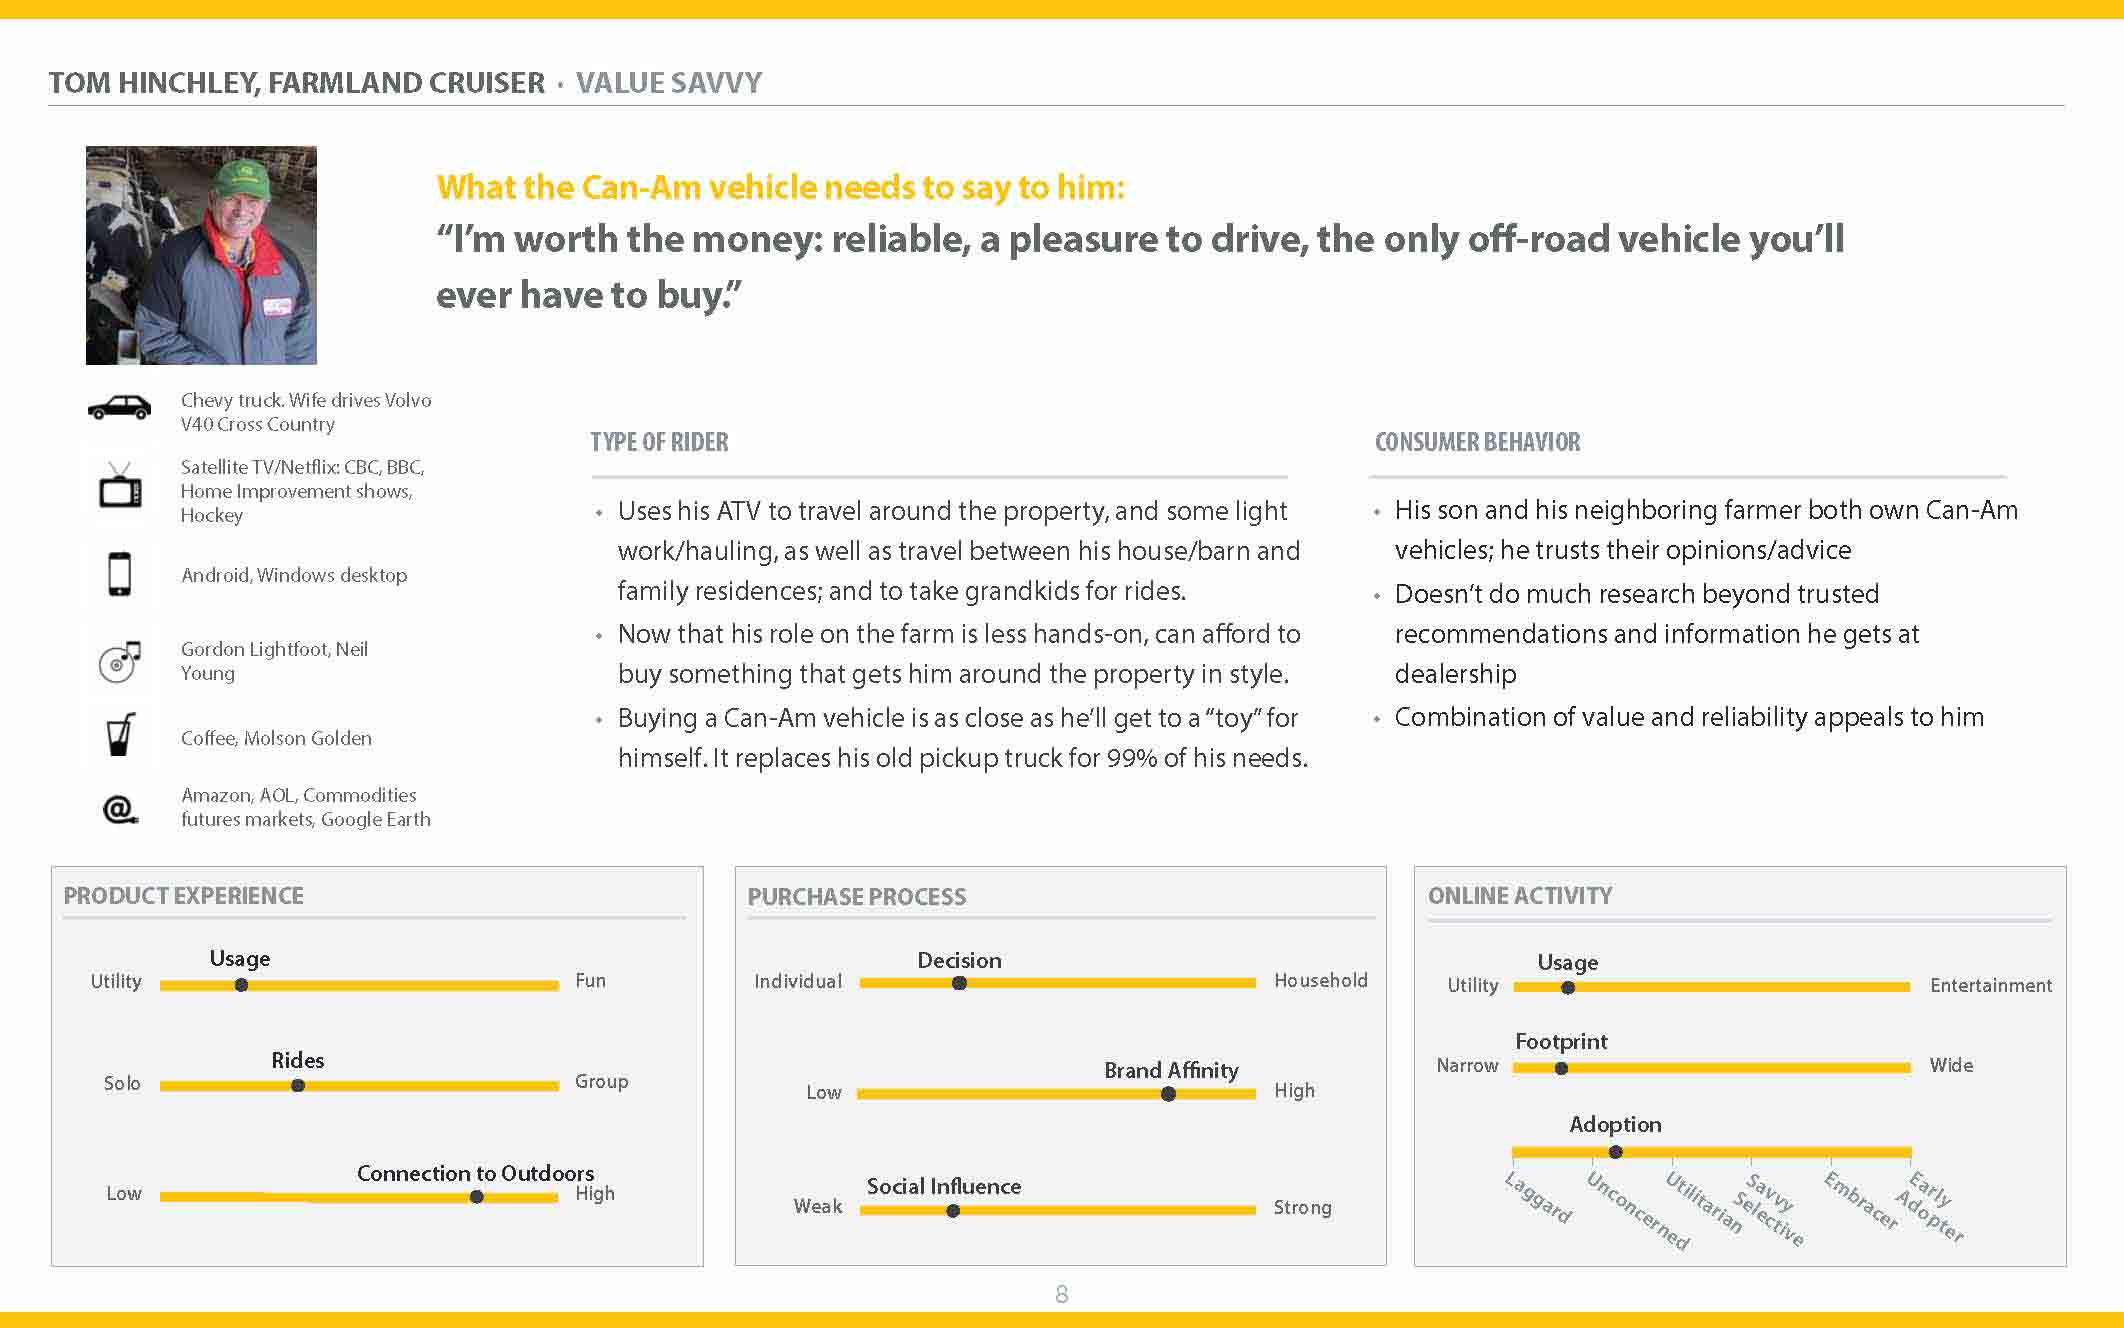 TOM HINCHLEY, FARMLAND CRUISER · VALUE SAVVY
What the Can-Am vehicle needs to say to him:
“I’m worth the money: reliable, a pleasure to drive, the only off-road vehicle you’ll
ever have to buy.”
Chevy truck. Wife drives Volvo
V40 Cross Country
Satellite TV/Netflix: CBC, BBC,
Home Improvement shows,
Hockey
Android, Windows desktop
Gordon Lightfoot, Neil
Young
Coffee, Molson Golden
Amazon, AOL, Commodities
futures markets, Google Earth
TYPE OF RIDER
• Uses his ATV to travel around the property, and some light
work/hauling, as well as travel between his house/barn and
family residences; and to take grandkids for rides.
• Now that his role on the farm is less hands-on, can afford to
buy something that gets him around the property in style.
• Buying a Can-Am vehicle is as close as he’ll get to a “toy” for
himself. It replaces his old pickup truck for 99% of his needs.
CONSUMER BEHAVIOR
• His son and his neighboring farmer both own Can-Am
vehicles; he trusts their opinions/advice
• Doesn’t do much research beyond trusted
recommendations and information he gets at
dealership
• Combination of value and reliability appeals to him
PRODUCT EXPERIENCE
Usage
Utility Fun
Rides
Solo Group
Connection to Outdoors
Low High
PURCHASE PROCESS
Decision
Individual Household
Brand Affinity
Low High
Social Influence
Weak Strong
ONLINE ACTIVITY
Usage
Utility Entertainment
Footprint
Narrow Wide
Adoption
Laggard
Unconcerned
Utilitarian
Savvy
Selective
Embracer
Early
Adopter
8